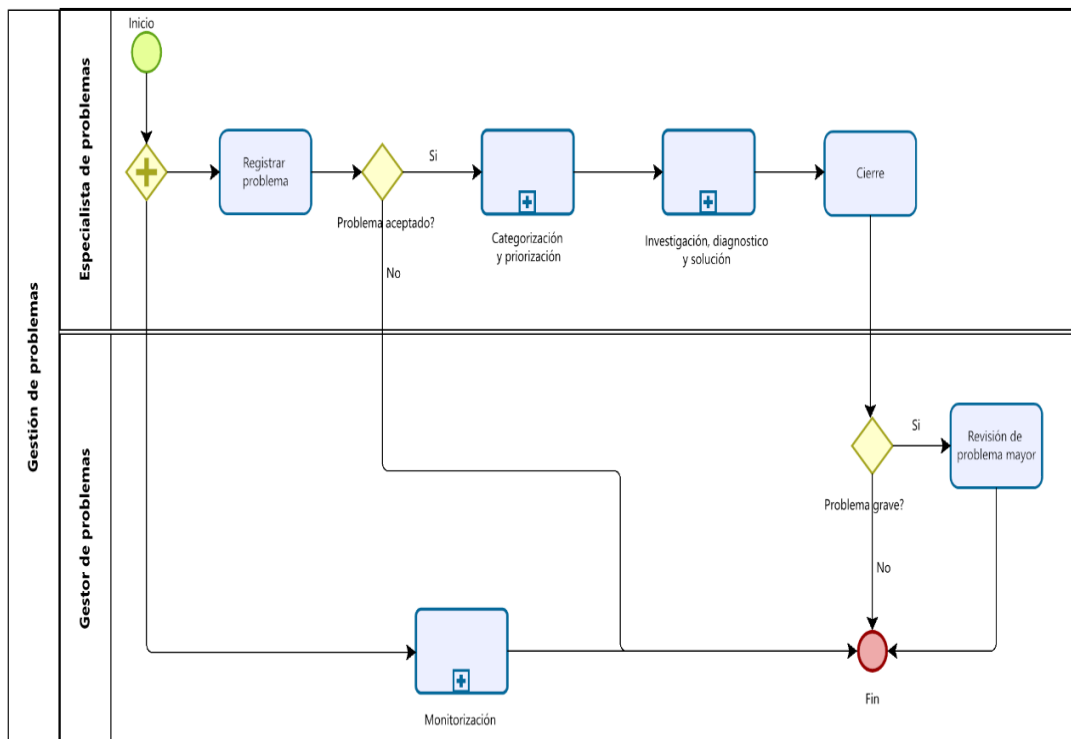 Gestión de problemas
Especialista de problemas
Inicio
Registrar
problema
Problema aceptado?
Si
No
Categorización
y priorización
Investigación, diagnostico
y solución
Cierre
Gestor de problemas
Problema grave?
Si
No
Revisión de
problema mayor
Monitorización
Fin